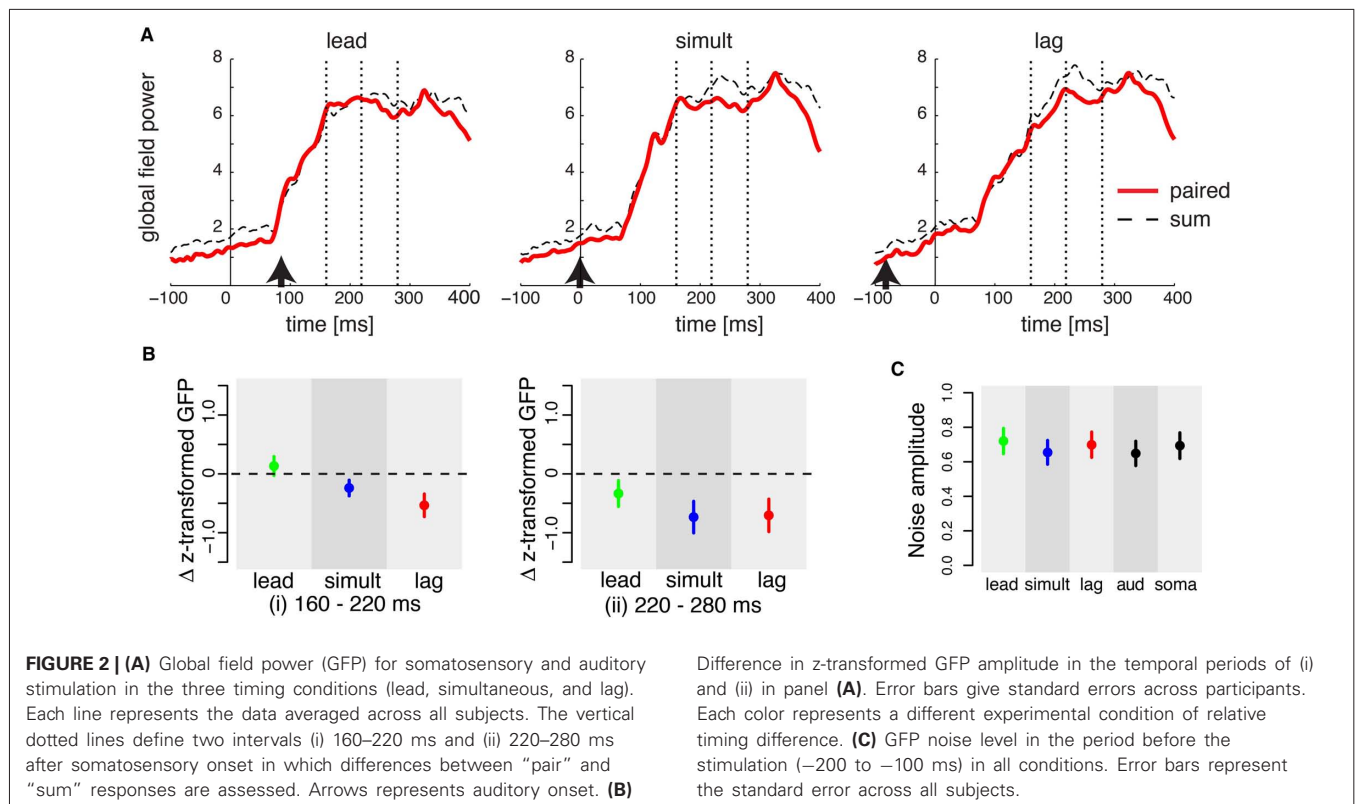 A
lead
simult
lag
global field power
8
6
4
2
8
6
4
2
8
6
4
2
paired
sum
−100 0 100 200 300 400
−100 0 100 200 300 400
−100 0 100 200 300 400
time [ms]
time [ms]
time [ms]
B
Δ z-transformed GFP
1.0
0
−1.0
lead simult lag
(i) 160 - 220 ms
Δ z-transformed GFP
1.0
0
−1.0
lead simult lag
(ii) 220 - 280 ms
C
Noise amplitude
1.0
0.8
0.6
0.4
0.2
0.0
lead simult lag aud soma
FIGURE 2 | (A) Global field power (GFP) for somatosensory and auditory
stimulation in the three timing conditions (lead, simultaneous, and lag).
Each line represents the data averaged across all subjects. The vertical
dotted lines define two intervals (i) 160–220 ms and (ii) 220–280 ms
after somatosensory onset in which differences between “pair” and
“sum” responses are assessed. Arrows represents auditory onset. (B)
Difference in z-transformed GFP amplitude in the temporal periods of (i)
and (ii) in panel (A). Error bars give standard errors across participants.
Each color represents a different experimental condition of relative
timing difference. (C) GFP noise level in the period before the
stimulation (−200 to −100 ms) in all conditions. Error bars represent
the standard error across all subjects.